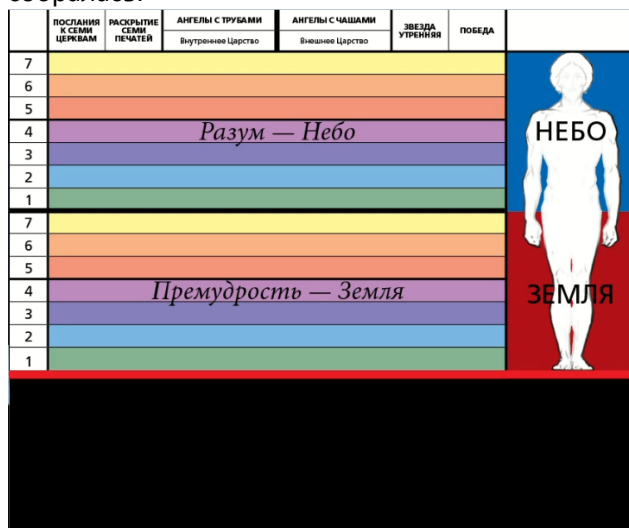 ПОСЛАНИЯ К СЕМИ ЦЕРКВАМ
РАСКРЫТИЕ СЕМИ ПЕЧАТЕЙ
АНГЕЛЫ С ТРУБАМИ
Внутреннее Царство
АНГЕЛЫ С ЧАШАМИ
Внешнее Царство
ЗВЕЗДА УТРЕННЯЯ
ПОБЕДА
7
6
5
4 Разум — Небо
3
2
1
НЕБО
7
6
5
4 Премудрость — Земля
3
2
1
ЗЕМЛЯ